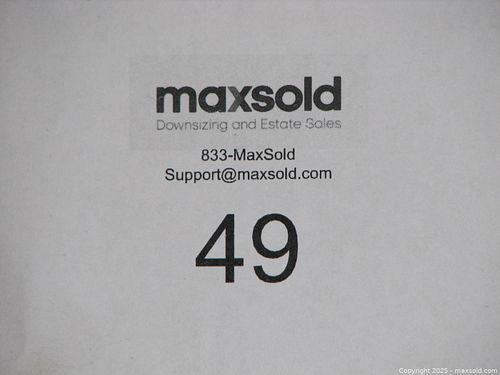 maxsold
Downsizing and Estate Sales
833-MaxSold
Support@maxsold.com
49
Copyright 2025 - maxsold.com